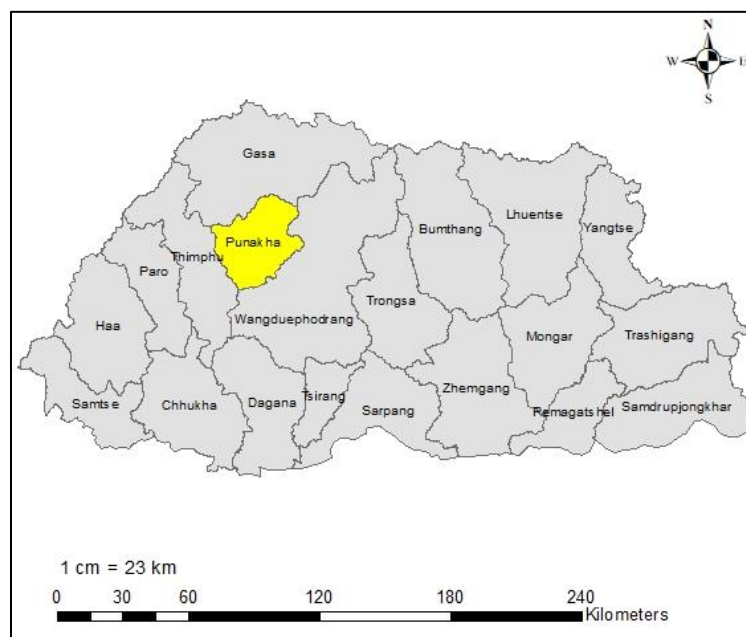 N
W E
S
Gasa
Punakha
Thimphu
Paro
Haa
Wangduephodrang
Bumthang
Lhuentse
Yangtse
Trongsa
Mongar
Trashigang
Samtse
Chhukha
Dagana
Tsirang
Sarpang
Zhemgang
Pemagatshel
Samdrupjongkhar
1 cm = 23 km
0 30 60 120 180 240
Kilometers